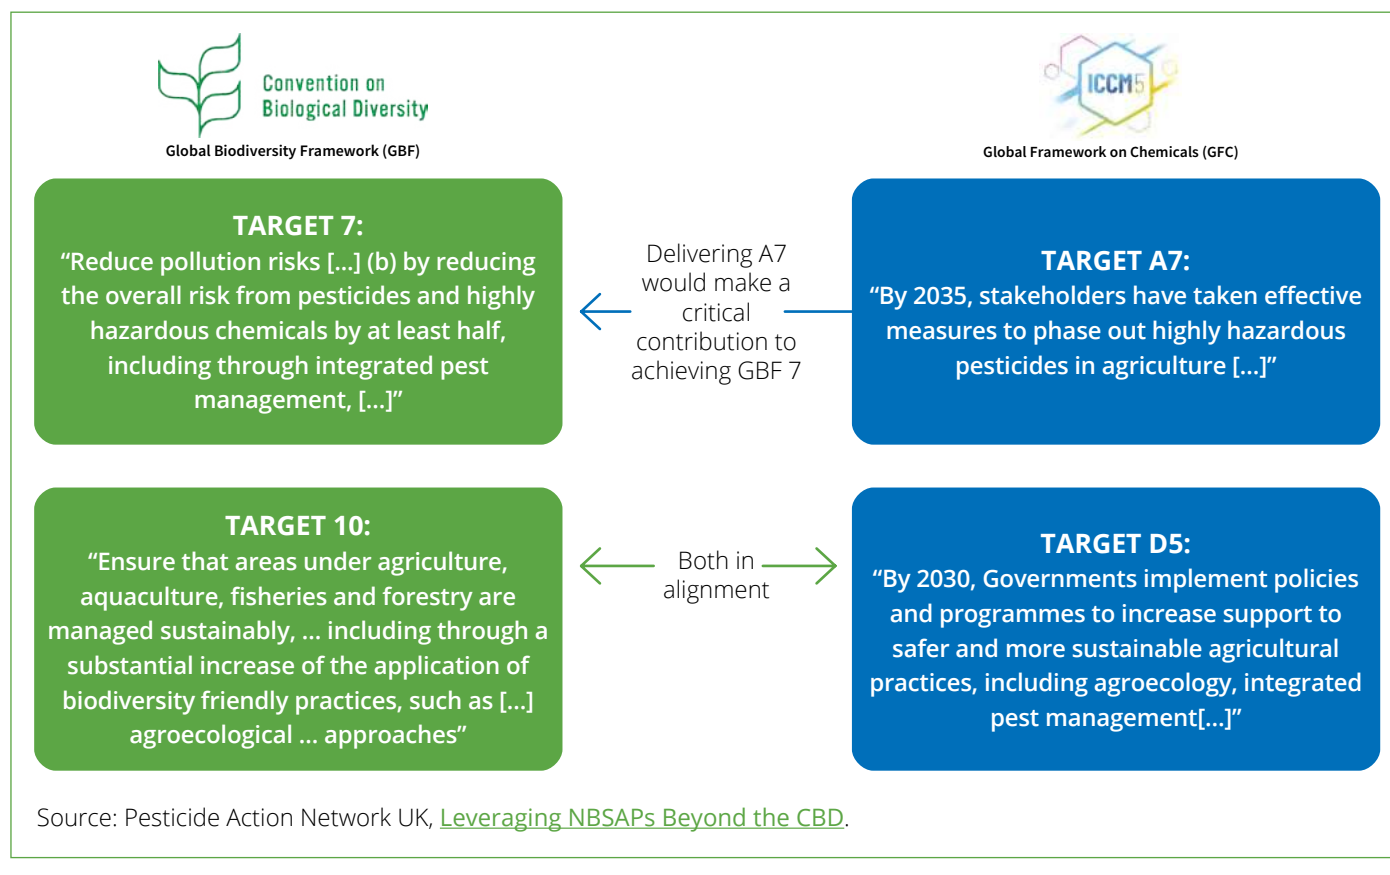 Convention on
Biological Diversity
Global Biodiversity Framework (GBF)
ICCM5
Global Framework on Chemicals (GFC)
TARGET 7:
“Reduce pollution risks [...] (b) by reducing
the overall risk from pesticides and highly
hazardous chemicals by at least half,
including through integrated pest
management, [...]”
Delivering A7
would make a
critical
contribution to
achieving GBF 7
TARGET A7:
“By 2035, stakeholders have taken effective
measures to phase out highly hazardous
pesticides in agriculture [...]”
TARGET 10:
“Ensure that areas under agriculture,
aquaculture, fisheries and forestry are
managed sustainably, ... including through a
substantial increase of the application of
biodiversity friendly practices, such as [...]
agroecological ... approaches”
Both in
alignment
TARGET D5:
“By 2030, Governments implement policies
and programmes to increase support to
safer and more sustainable agricultural
practices, including agroecology, integrated
pest management[...]”
Source: Pesticide Action Network UK, Leveraging NBSAPs Beyond the CBD.